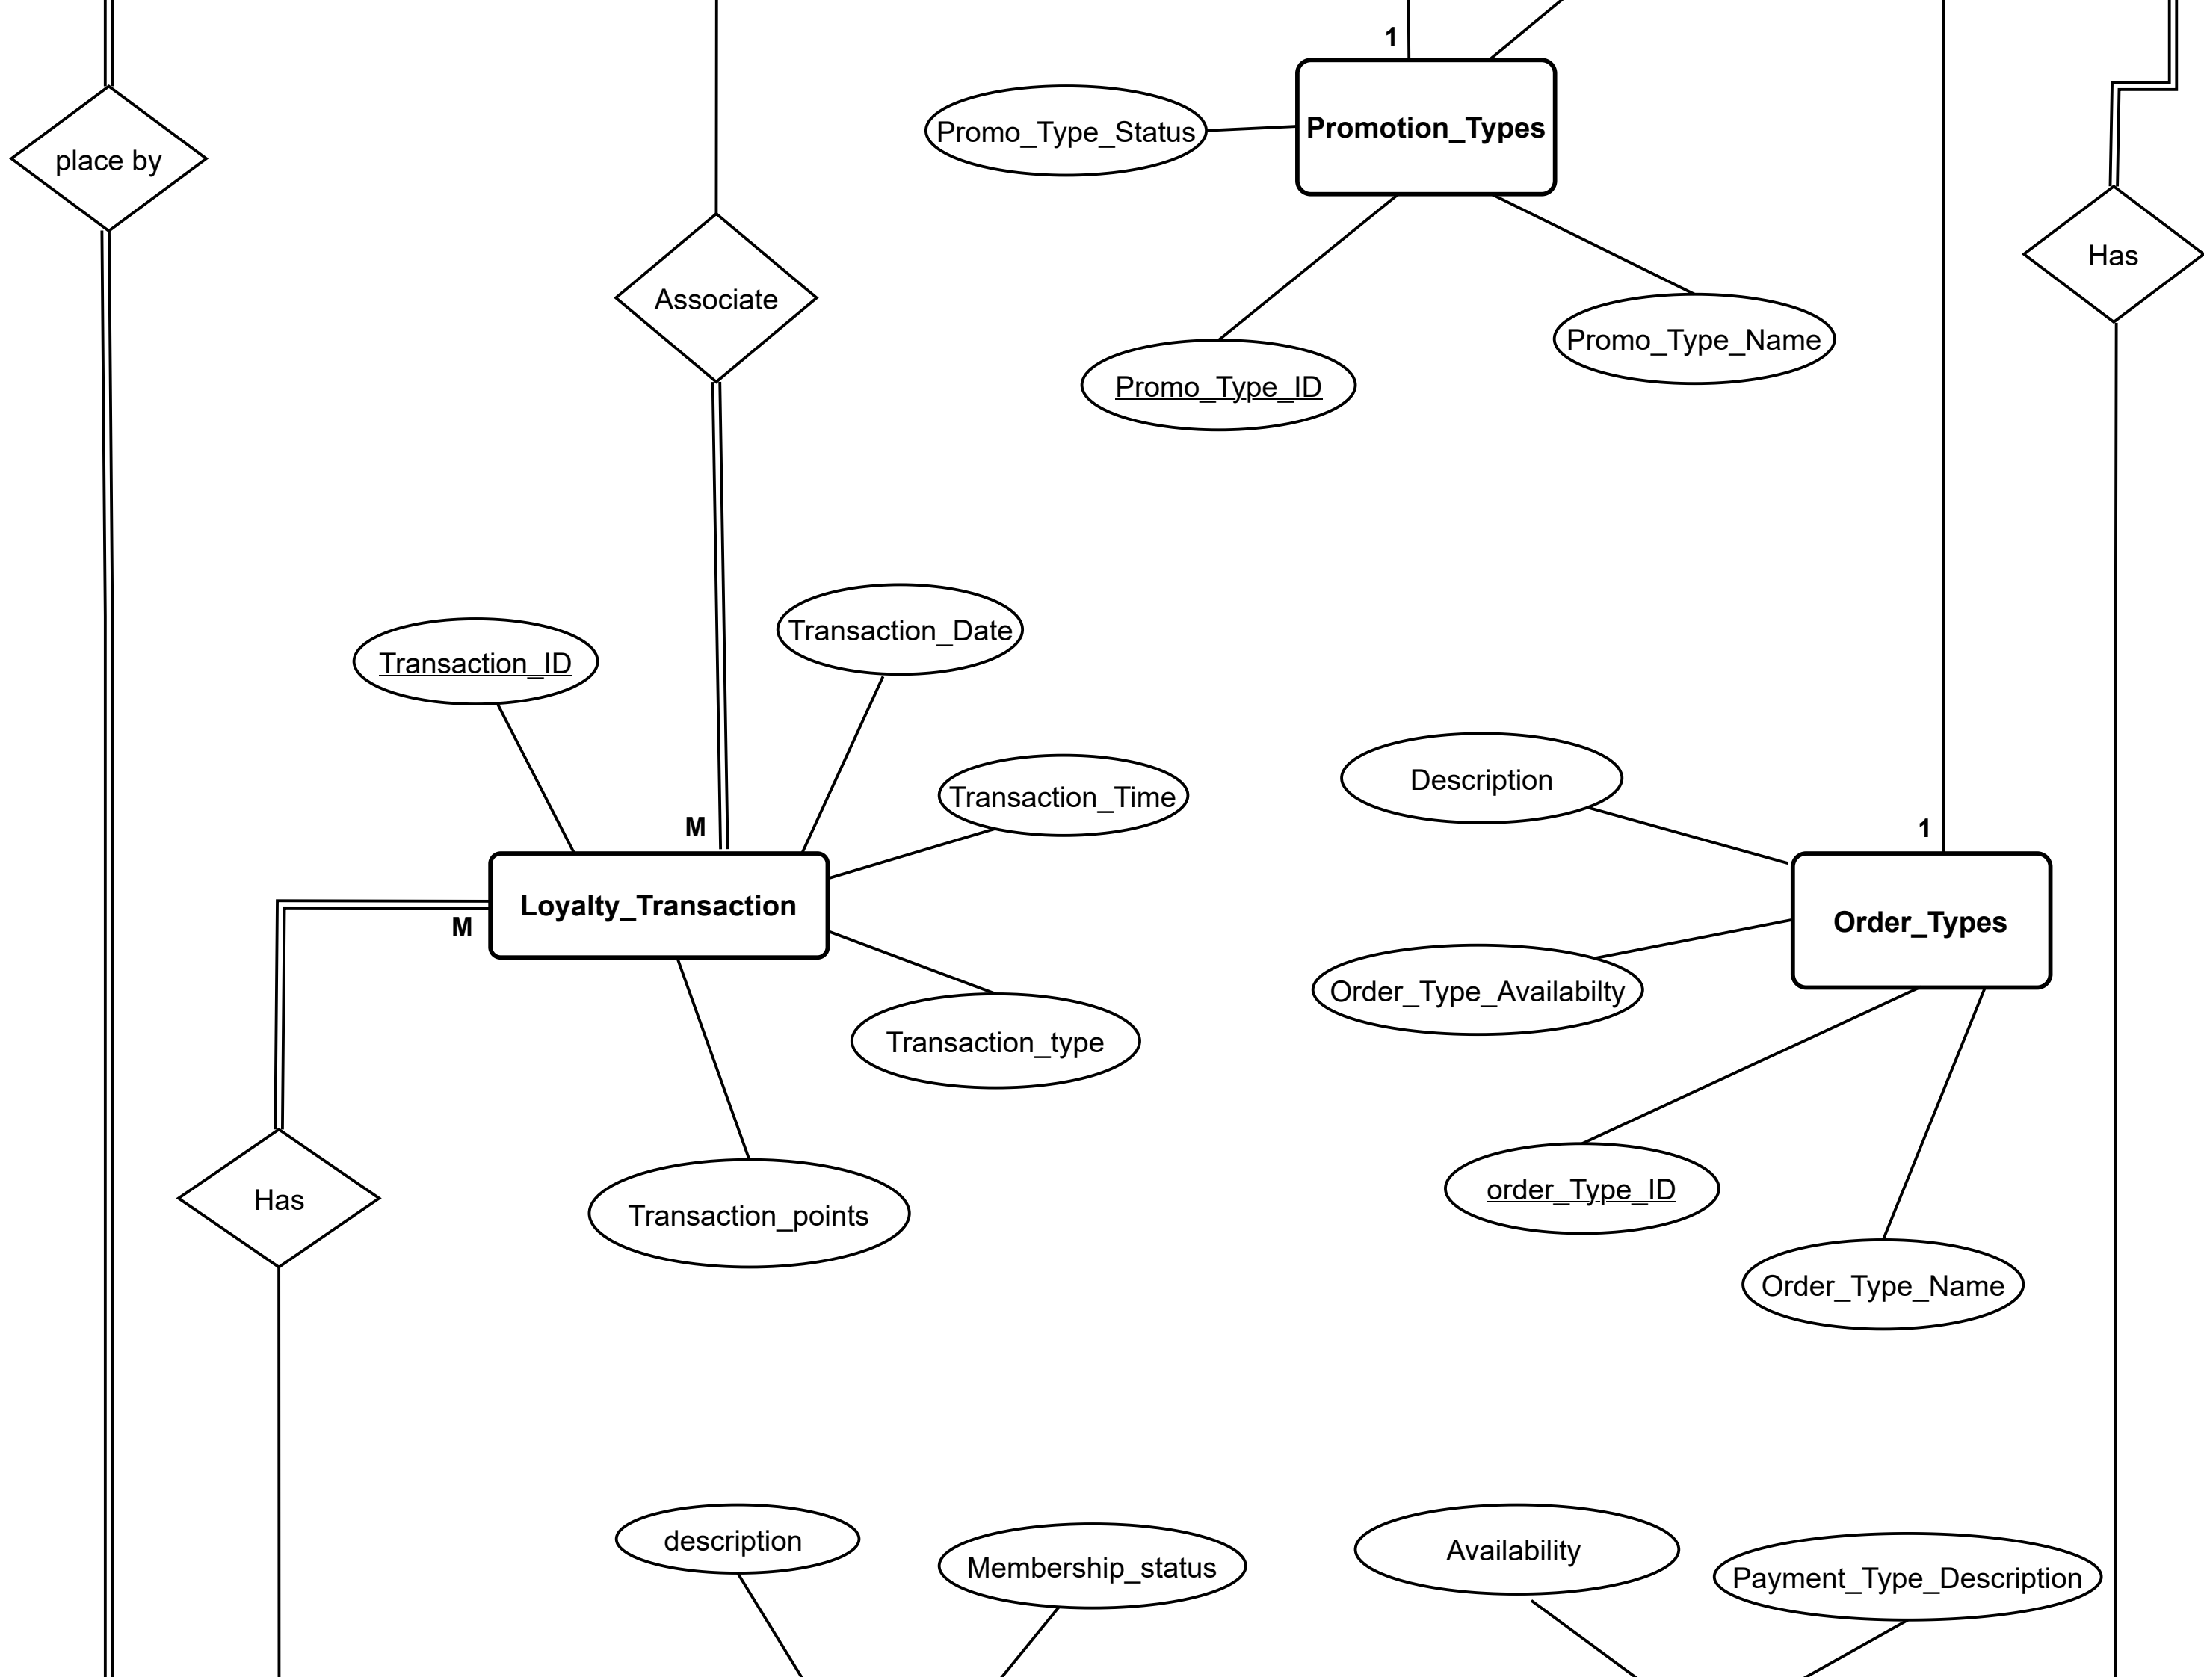 1
Promotion_Types
Promo_Type_Status
place by
Has
Associate
Promo_Type_Name
Promo_Type_ID
Transaction_Date
Transaction_ID
Description
Transaction_Time
M
1
Loyalty_Transaction
M
Order_Types
Order_Type_Availabilty
Transaction_type
order_Type_ID
Has
Transaction_points
Order_Type_Name
description
Membership_status
Availability
Payment_Type_Description